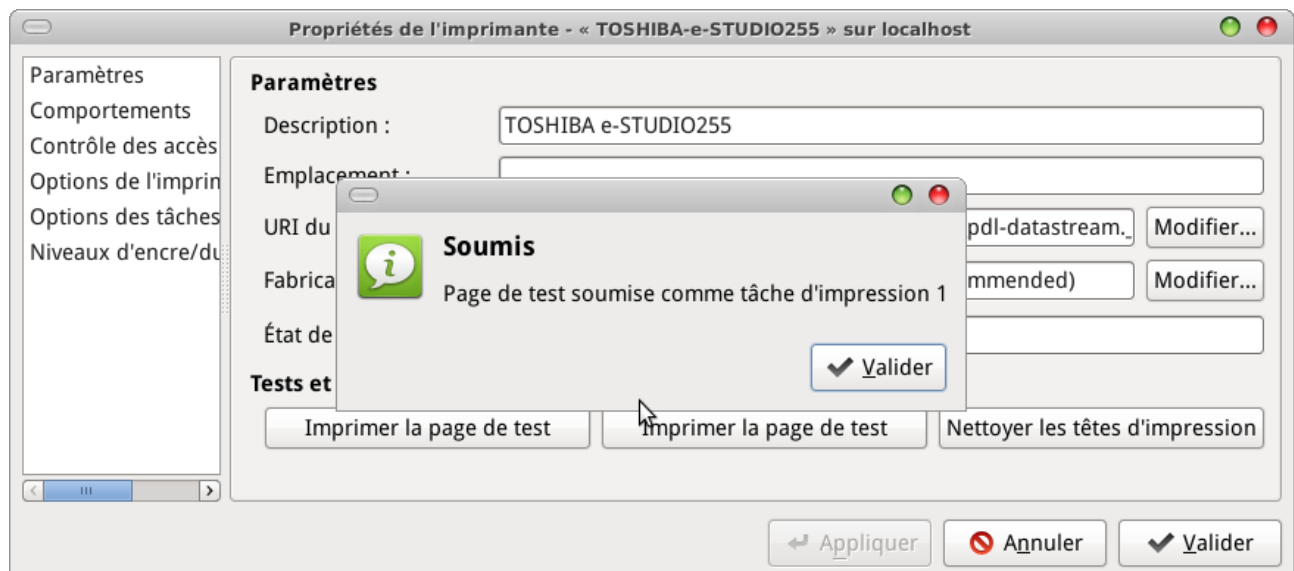 Propriétés de l'imprimante - « TOSHIBA-e-STUDIO255 » sur localhost
Paramètres
Comportements
Contrôle des accès
Options de l'imprin
Options des tâches
Niveaux d'encre/du
Paramètres
Description :
TOSHIBA e-STUDIO255
Emplacement :
URI du
pdl-datastream._
Modifier...
Fabrica
mmended)
Modifier...
État de
Soumis
Page de test soumise comme tâche d'impression 1
Valider
Tests et
Imprimer la page de test
Imprimer la page de test
Nettoyer les têtes d'impression
Appliquer
Annuler
Valider